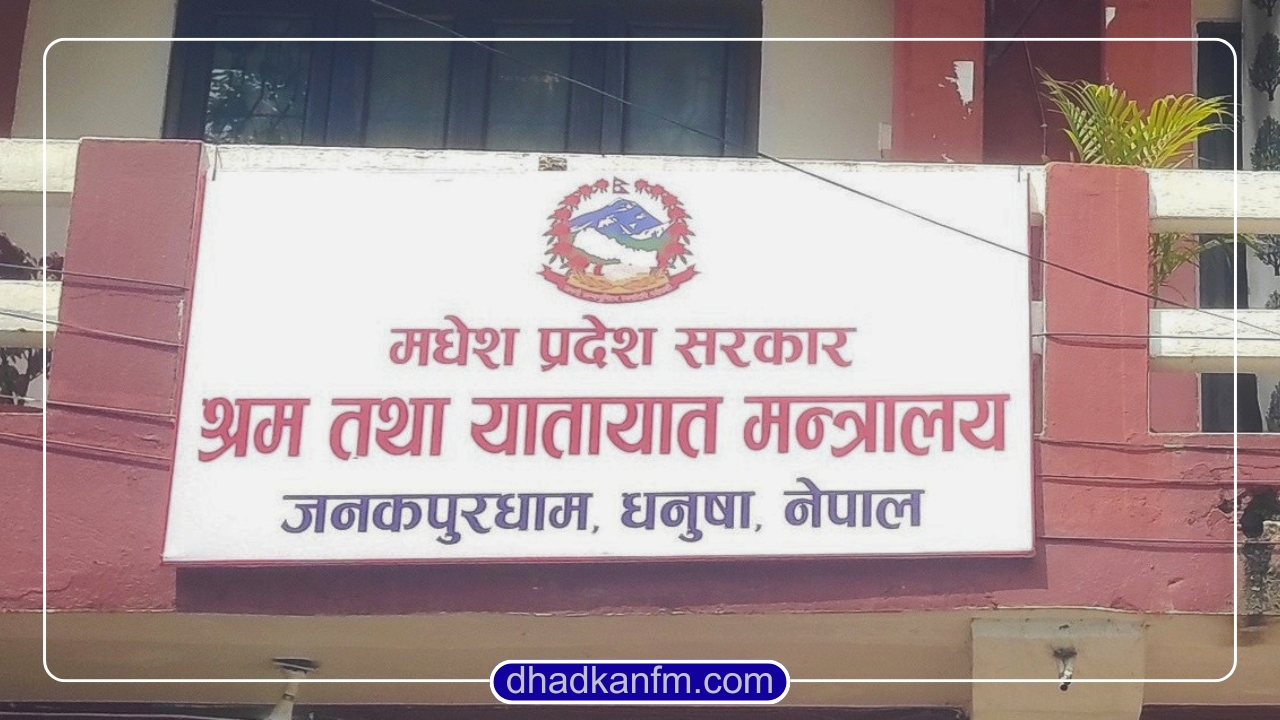 मधेश प्रदेश सरकार
श्रम तथा यातायात मन्त्रालय
जनकपुरधाम, धनुषा, नेपाल
dhadkanfm.com